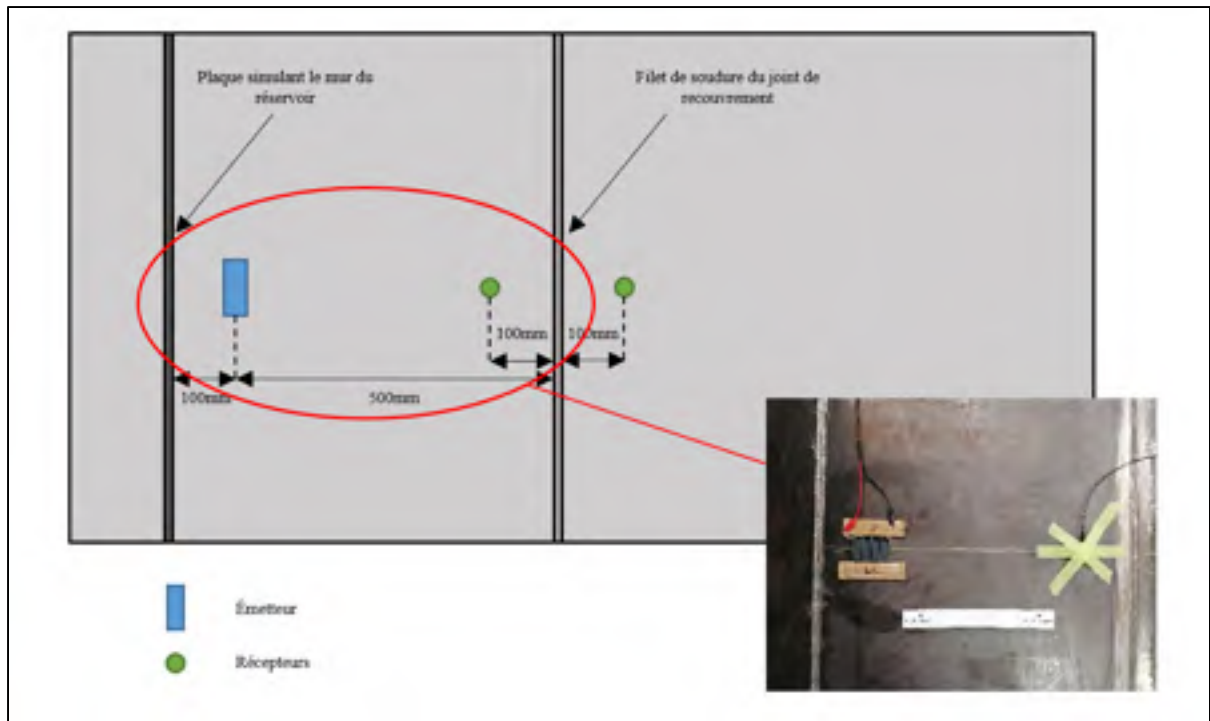 Plaque simulant le mur du
réservoir
Filet de soudure du joint de
recouvrement
100mm
100mm
100mm
500mm
Émetteur
Récepteurs